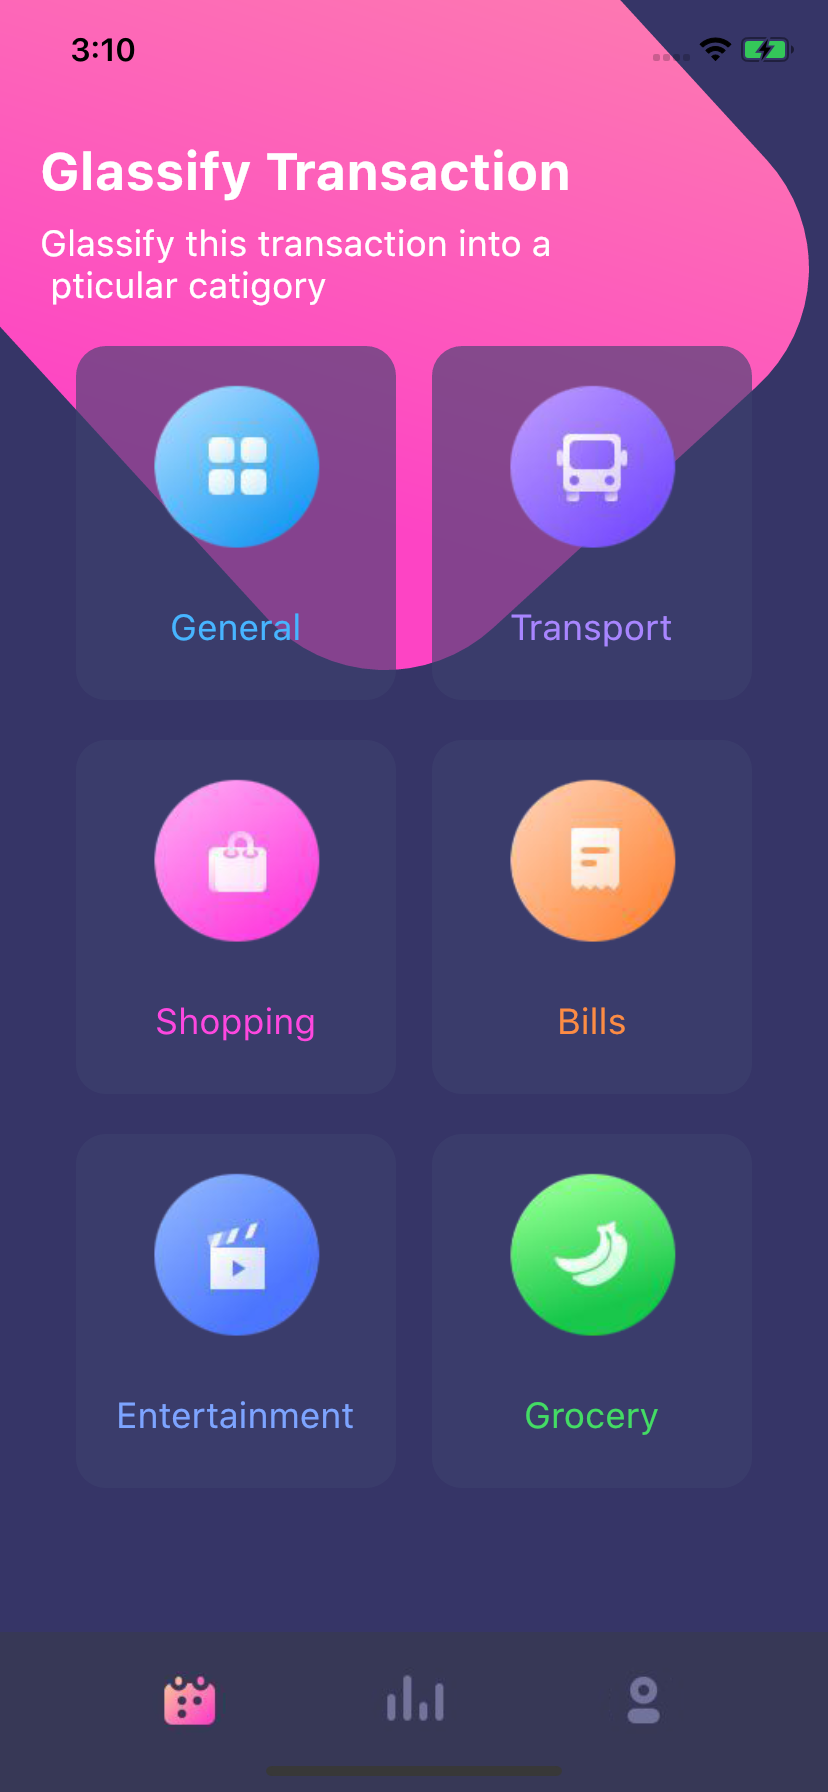 3:10
Glassify Transaction
Glassify this transaction into a
pticular catigory
General
Transport
Shopping
Bills
Entertainment
Grocery